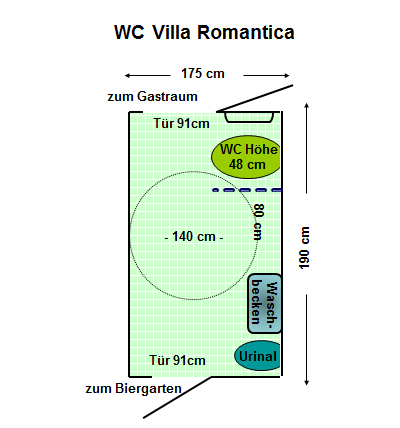 WC Villa Romantica
175 cm
zum Gastraum
Tür 91cm
WC Höhe
48 cm
80 cm
- 140 cm -
190 cm
Wasch-
becken
Urinal
Tür 91cm
zum Biergarten